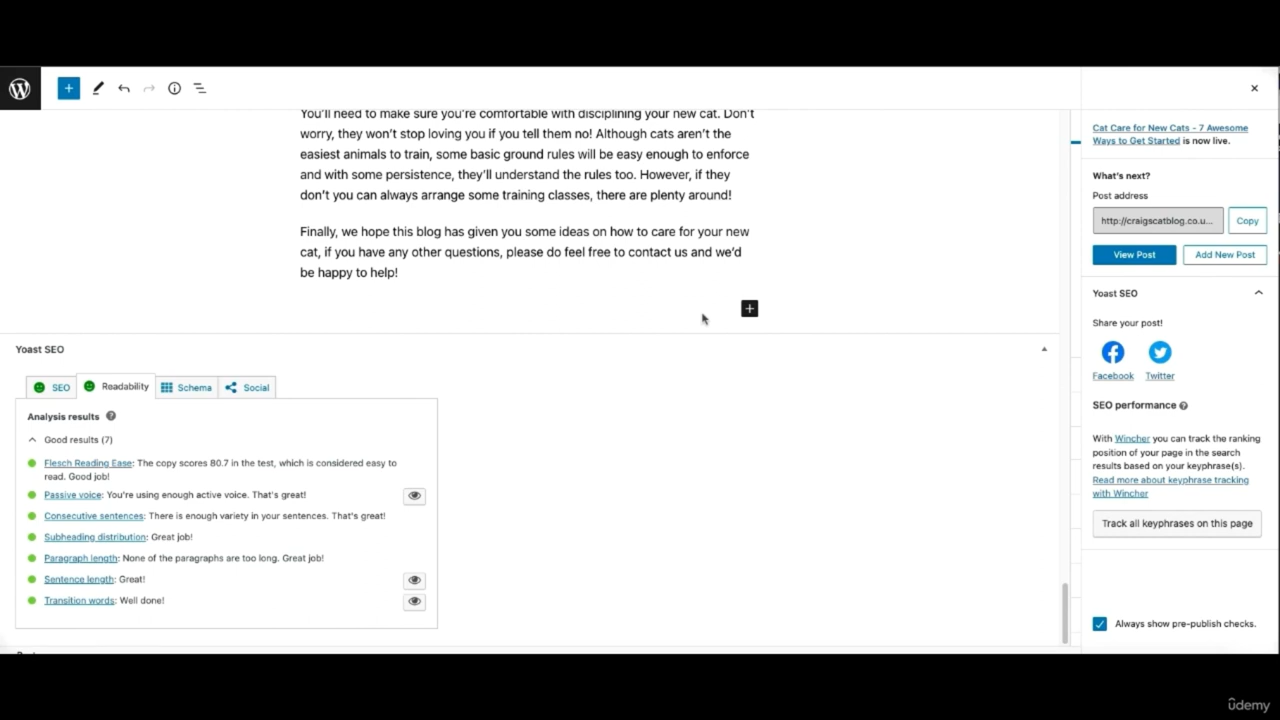 You'll need to make sure you're comfortable with disciplining your new cat. Don't
worry, they won't stop loving you if you tell them no! Although cats aren't the
easiest animals to train, some basic ground rules will be easy enough to enforce
and with some persistence, they'll understand the rules too. However, if they
don't you can always arrange some training classes, there are plenty around!
Finally, we hope this blog has given you some ideas on how to care for your new
cat, if you have any other questions, please do feel free to contact us and we'd
be happy to help!
Yoast SEO
SEO
Readability
Schema
Social
Analysis results
Good results (7)
Flesch Reading Ease: The copy scores 80.7 in the test, which is considered easy to
read. Good job!
Passive voice: You're using enough active voice. That's great!
Consecutive sentences: There is enough variety in your sentences. That's great!
Subheading distribution: Great job!
Paragraph length: None of the paragraphs are too long. Great job!
Sentence length: Great!
Transition words: Well done!
Cat Care for New Cats - 7 Awesome
Ways to Get Started is now live.
What's next?
Post address
http://craigscatblog.co.u...
Copy
View Post
Add New Post
Yoast SEO
Share your post!
Facebook
Twitter
SEO performance
With Wincher you can track the ranking
position of your page in the search
results based on your keyphrase(s).
Read more about keyphrase tracking
with Wincher
Track all keyphrases on this page
Always show pre-publish checks.
ûdemy